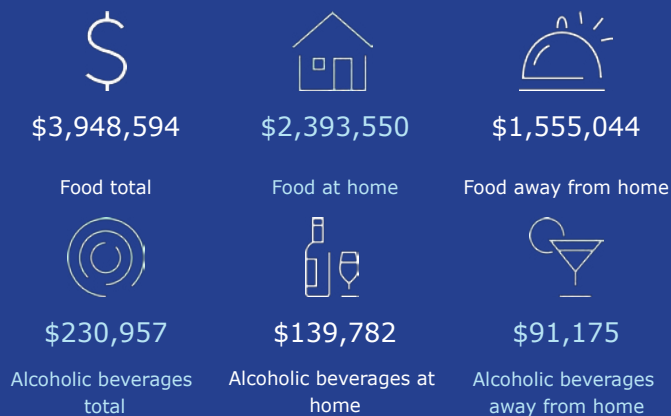 $3,948,594
$2,393,550
$1,555,044
Food total
Food at home
Food away from home
$230,957
$139,782
$91,175
Alcoholic beverages
total
Alcoholic beverages at
home
Alcoholic beverages
away from home